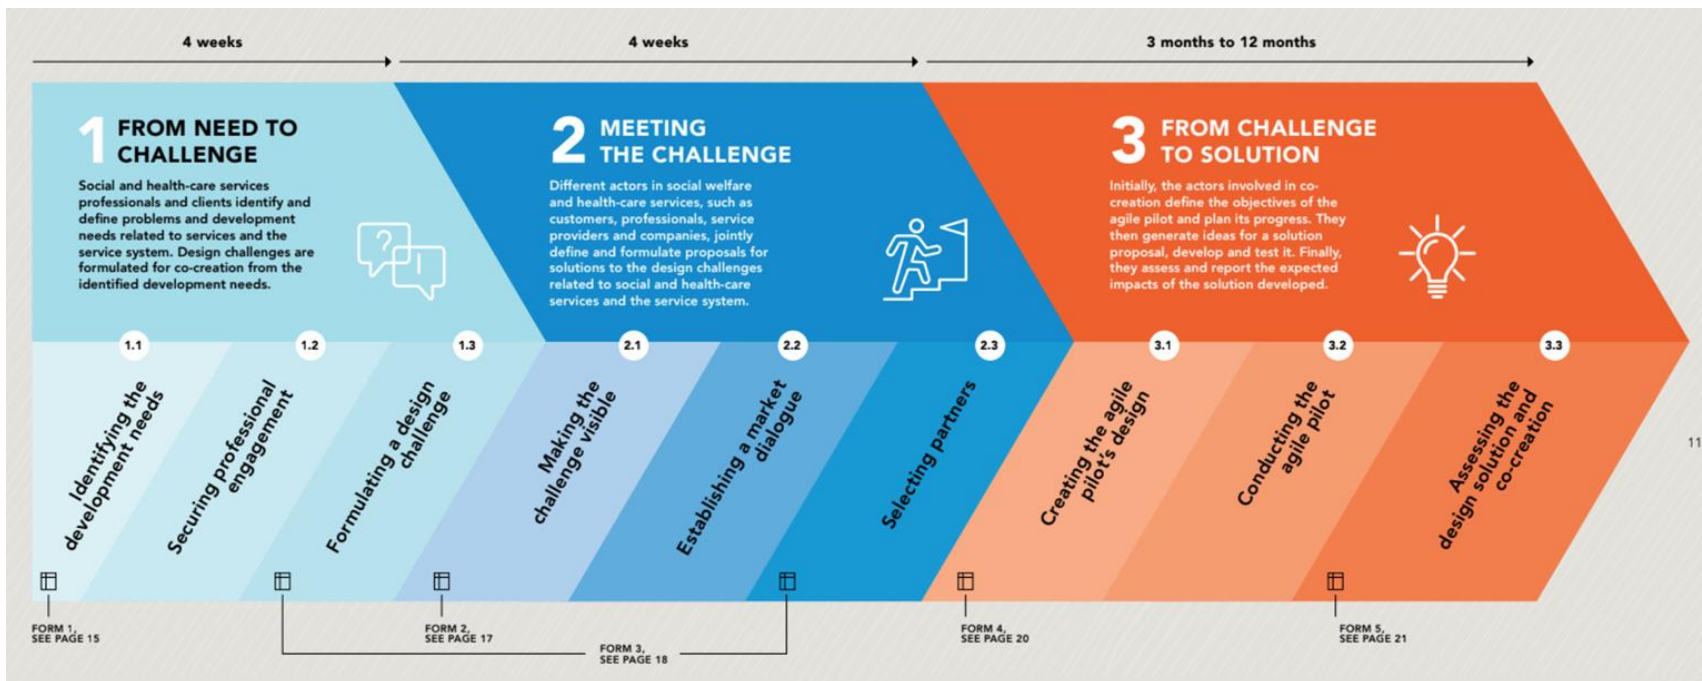 4 weeks
4 weeks
3 months to 12 months
1 FROM NEED TO
CHALLENGE
Social and health-care services
professionals and clients identify and
define problems and development
needs related to services and the
service system. Design challenges are
formulated for co-creation from the
identified development needs.
?
!
2 MEETING
THE CHALLENGE
Different actors in social welfare
and health-care services, such as
customers, professionals, service
providers and companies, jointly
define and formulate proposals for
solutions to the design challenges
related to social and health-care
services and the service system.
3 FROM CHALLENGE
TO SOLUTION
Initially, the actors involved in co-
creation define the objectives of the
agile pilot and plan its progress. They
then generate ideas for a solution
proposal, develop and test it. Finally,
they assess and report the expected
impacts of the solution developed.
1.1
Identifying the
development needs
1.2
Securing professional
engagement
1.3
Formulating a design
challenge
2.1
Making the
challenge visible
2.2
Establishing a market
dialogue
2.3
Selecting partners
3.1
Creating the agile
pilot's design
3.2
Conducting the
agile pilot
3.3
Assessing the
design solution and
co-creation
11
FORM 1,
SEE PAGE 15
FORM 2,
SEE PAGE 17
FORM 3,
SEE PAGE 18
FORM 4,
SEE PAGE 20
FORM 5,
SEE PAGE 21